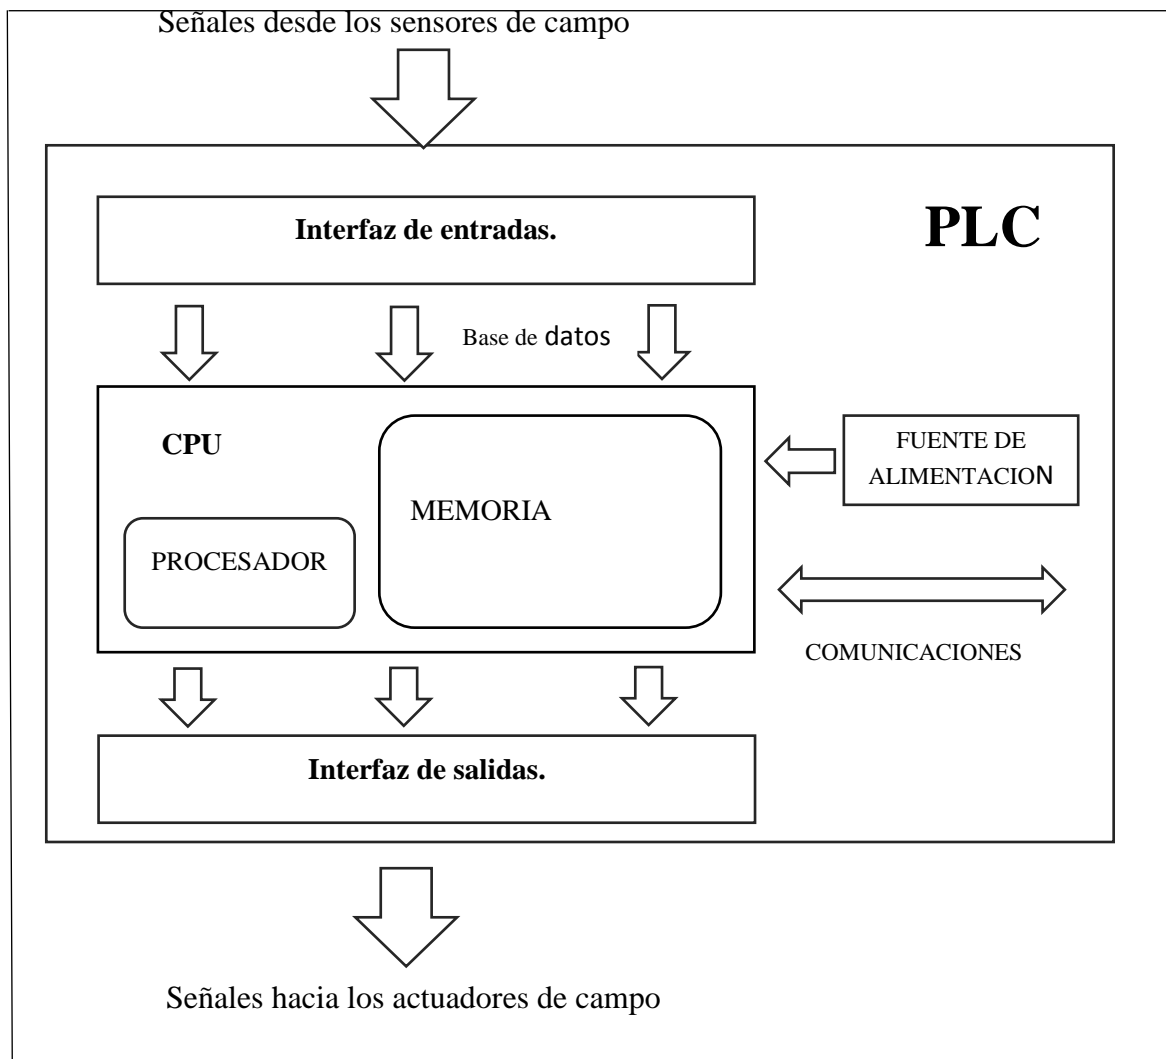 Señales desde los sensores de campo
PLC
Interfaz de entradas.
Base de datos
CPU
MEMORIA
PROCESADOR
FUENTE DE
ALIMENTACION
COMUNICACIONES
Interfaz de salidas.
Señales hacia los actuadores de campo